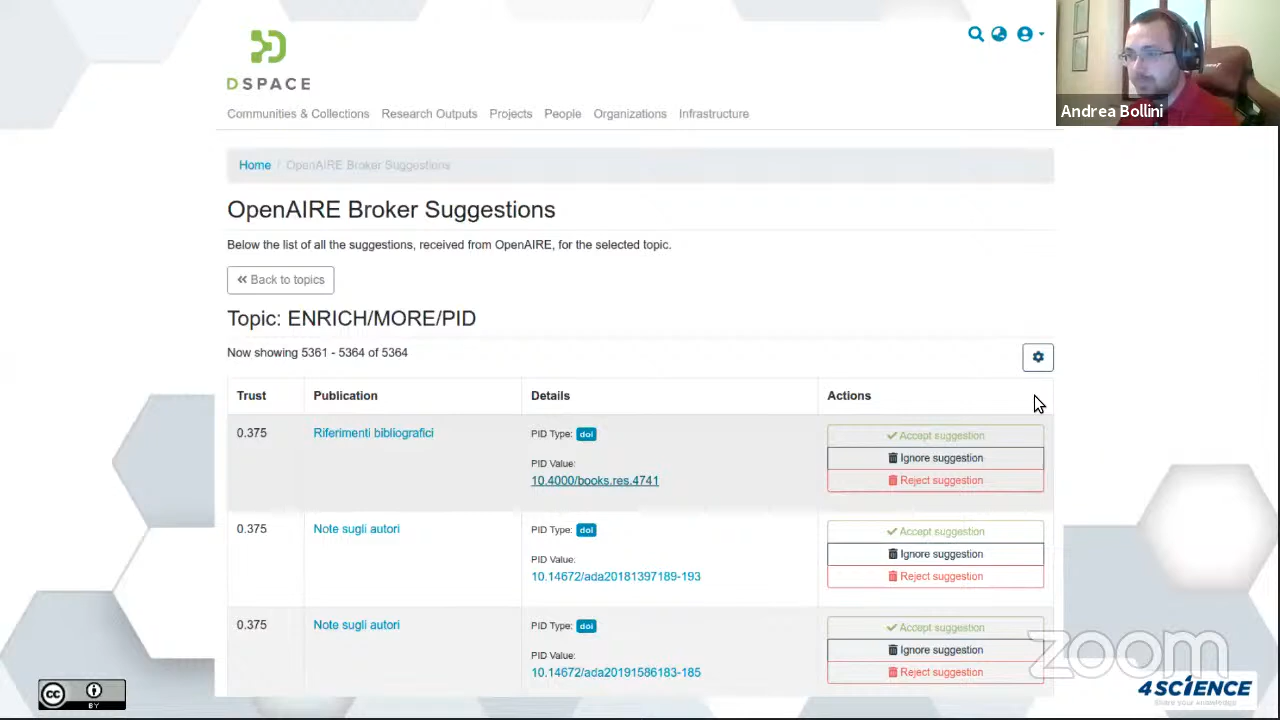 DSPACE
Andrea Bollini
Communities & Collections Research Outputs Projects People Organizations Infrastructure
Home / OpenAIRE Broker Suggestions
OpenAIRE Broker Suggestions
Below the list of all the suggestions, received from OpenAIRE, for the selected topic.
Back to topics
Topic: ENRICH/MORE/PID
Now showing 5361 - 5364 of 5364
Trust Publication Details Actions
0.375 Riferimenti bibliografici PID Type: doi Accept suggestion
Ignore suggestion
PID Value: Reject suggestion
10.4000/books.res.4741
0.375 Note sugli autori PID Type: doi Accept suggestion
Ignore suggestion
PID Value: Reject suggestion
10.14672/ada20181397189-193
0.375 Note sugli autori PID Type: doi Accept suggestion
Ignore suggestion
PID Value: Reject suggestion
10.14672/ada20191586183-185
zoom
4SCIENCE
Share your knowledge
cc BY